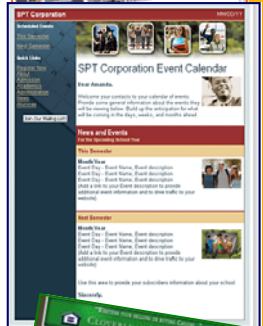 SPT Corporation MM/DD/YY
Scheduled Events
This Semester
Next Semester
Quick Links
Register Now
About
Admission
Academics
Administration
News
Join Our Mailing List!
SPT Corporation Event Calendar
Dear Amanda,
Welcome your contacts to your calendar of events.
Provide some general information about the events they
will be viewing below. Build up the anticipation for what
will be coming in the days, weeks, and months ahead.
News and Events
For the Upcoming School Year
This Semester
Month/Year
Event Day - Event Name, Event description
Event Day - Event Name, Event description
Event Day - Event Name, Event description
(Add a link to your Event description to provide
additional event information and to drive traffic to your
website)
Next Semester
Month/Year
Event Day - Event Name, Event description
Event Day - Event Name, Event description
Event Day - Event Name, Event description
(Add a link to your Event description to provide
additional event information and to drive traffic to your
website)
Use this area to provide your subscribers information about your school.
Sincerely,